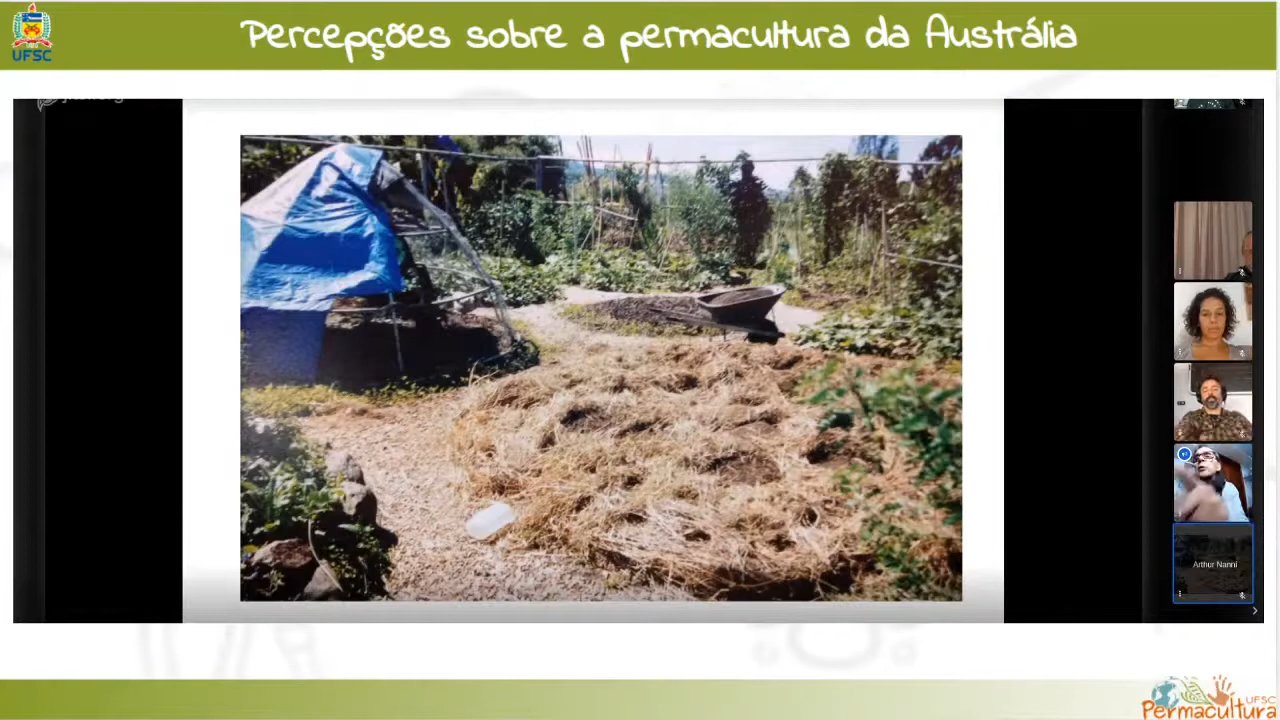 Percepções sobre a permacultura da Austrália
UFSC
Arthur Nanni
UFSC
Permacultura